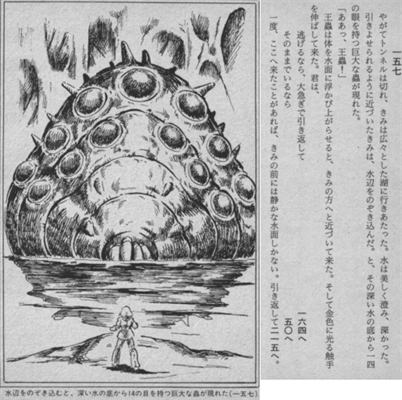 一五七
やがてトンネルは切れ、きみは広々とした湖に行きあたった。水は美しく澄み、深かった。
引きよせられるように近づいたきみは、水辺をのぞき込んだ。と、その深い水の底から一四
の眼を持つ巨大な蟲が現れた。
「ああっ、王蟲！」
王蟲は体を水面に浮かび上がらせると、きみの方へと近づいて来た。そして金色に光る触手
を伸ばして来た。君は、
逃げるなら、大急ぎで引き返して 一六四へ
そのままでいるなら 五〇へ
一度、ここへ来たことがあれば、きみの前には静かな水面しかない。引き返して二一五へ。
水辺をのぞき込むと、深い水の底から14の目を持つ巨大な蟲が現れた(一五七)